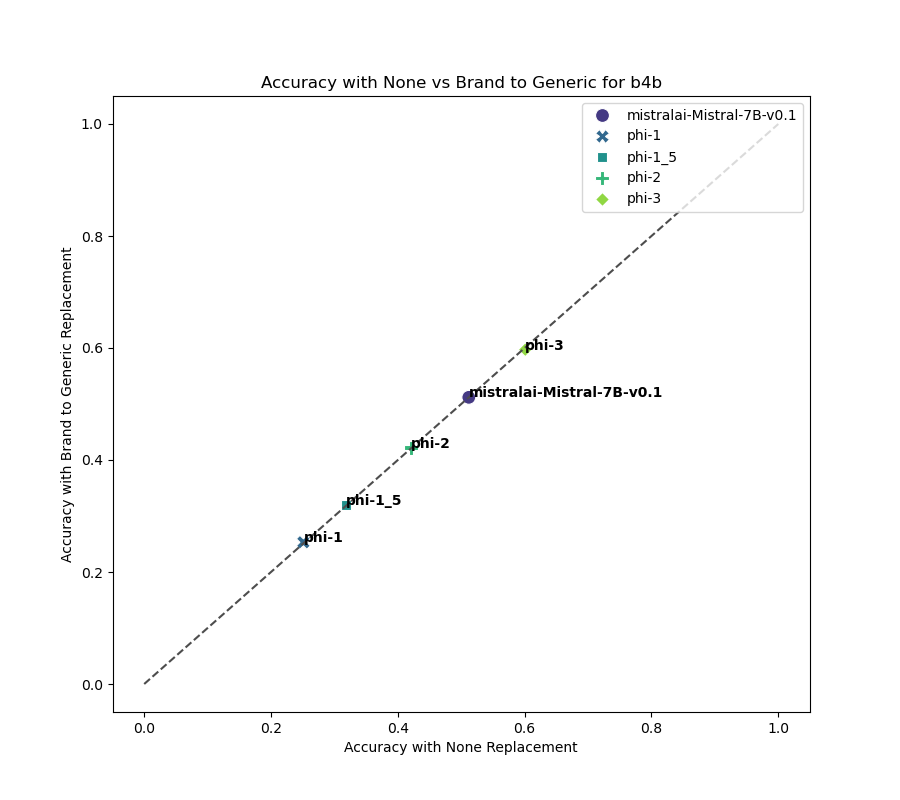 Accuracy with None vs Brand to Generic for b4b
mistralai-Mistral-7B-v0.1
phi-1
phi-1_5
phi-2
phi-3
1.0
0.8
0.6
0.4
0.2
0.0
Accuracy with Brand to Generic Replacement
phi-3
mistralai-Mistral-7B-v0.1
phi-2
phi-1_5
phi-1
0.0 0.2 0.4 0.6 0.8 1.0
Accuracy with None Replacement